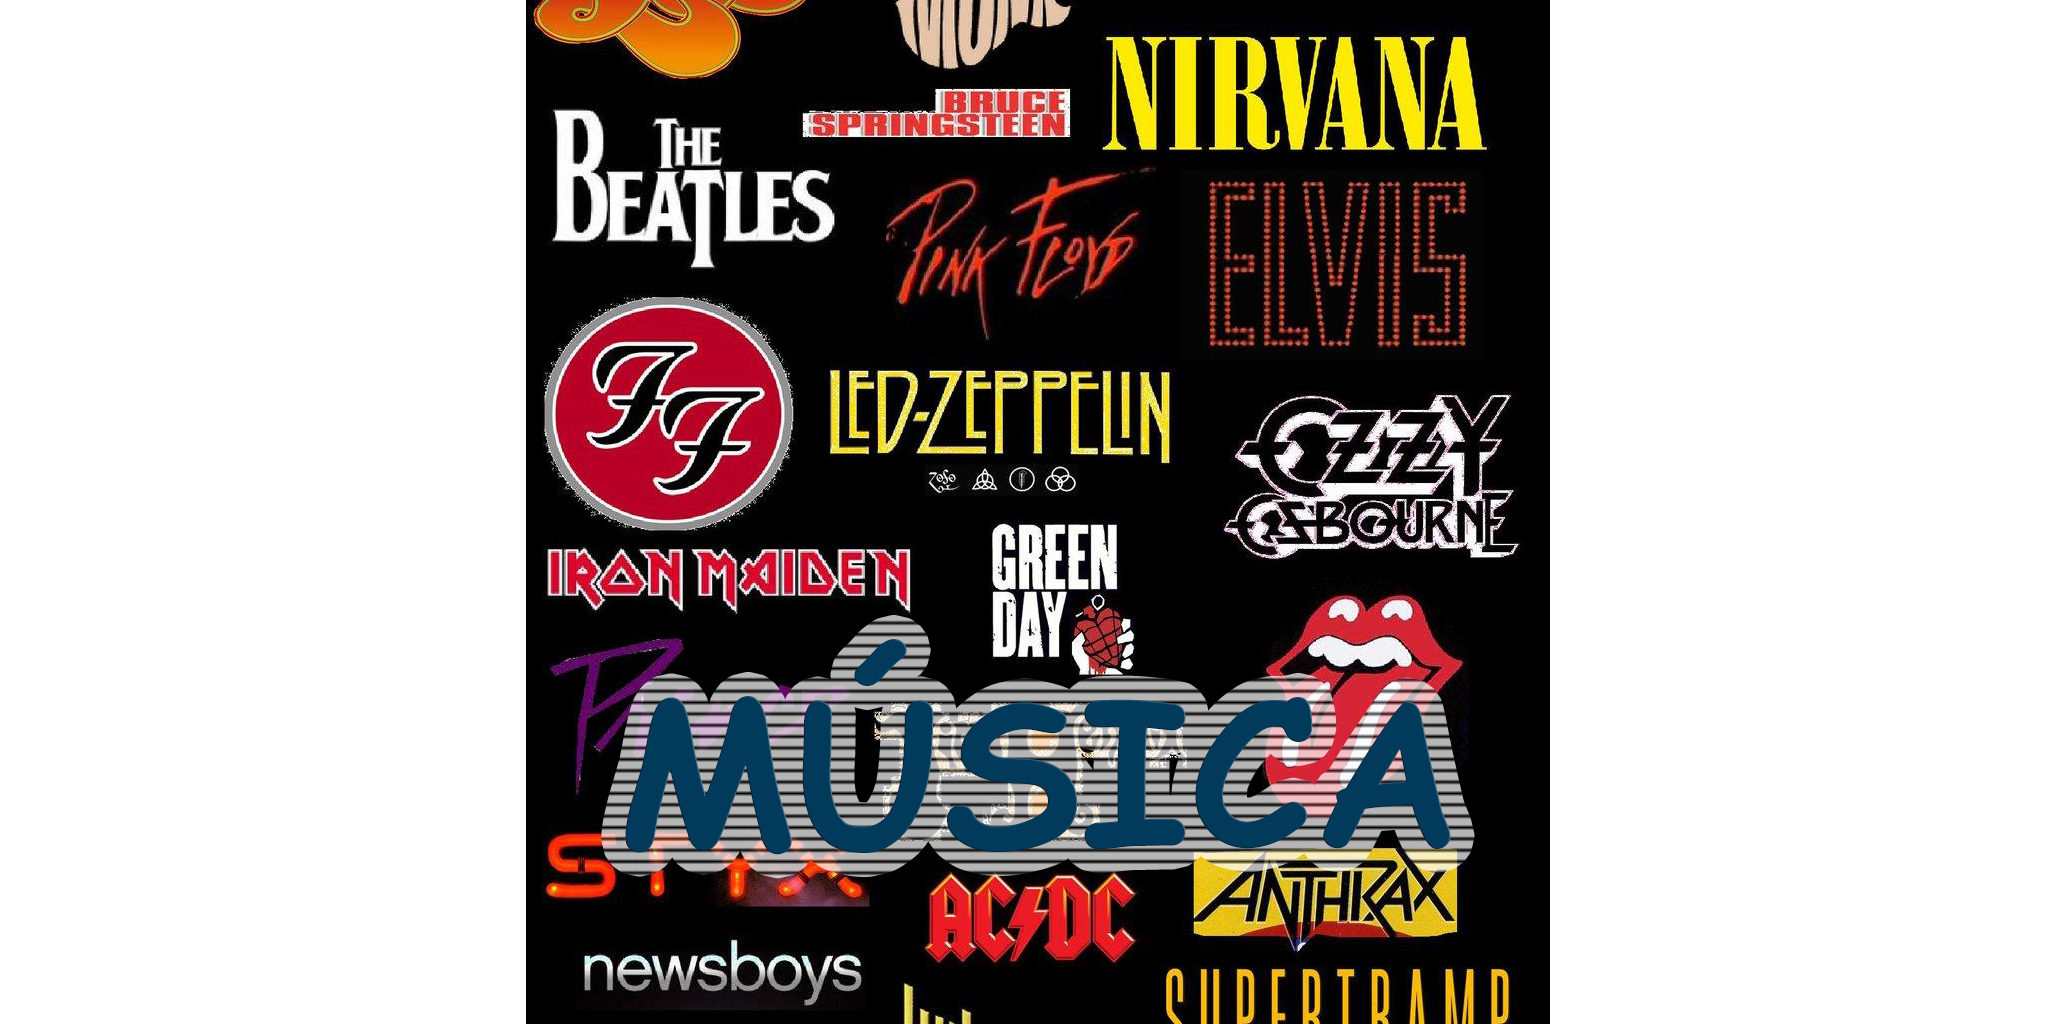 NIRVANA
BRUCE
SPRINGSTEEN
THE
BEATLES
PINK FLOYD
ELVIS
FF
LED-ZEPPELIN
OZZY
OSBOURNE
IRON MAIDEN
GREEN
DAY
MÚSICA
STYX
AC/DC
ANTHRAX
newsboys
SUPERTRAMP